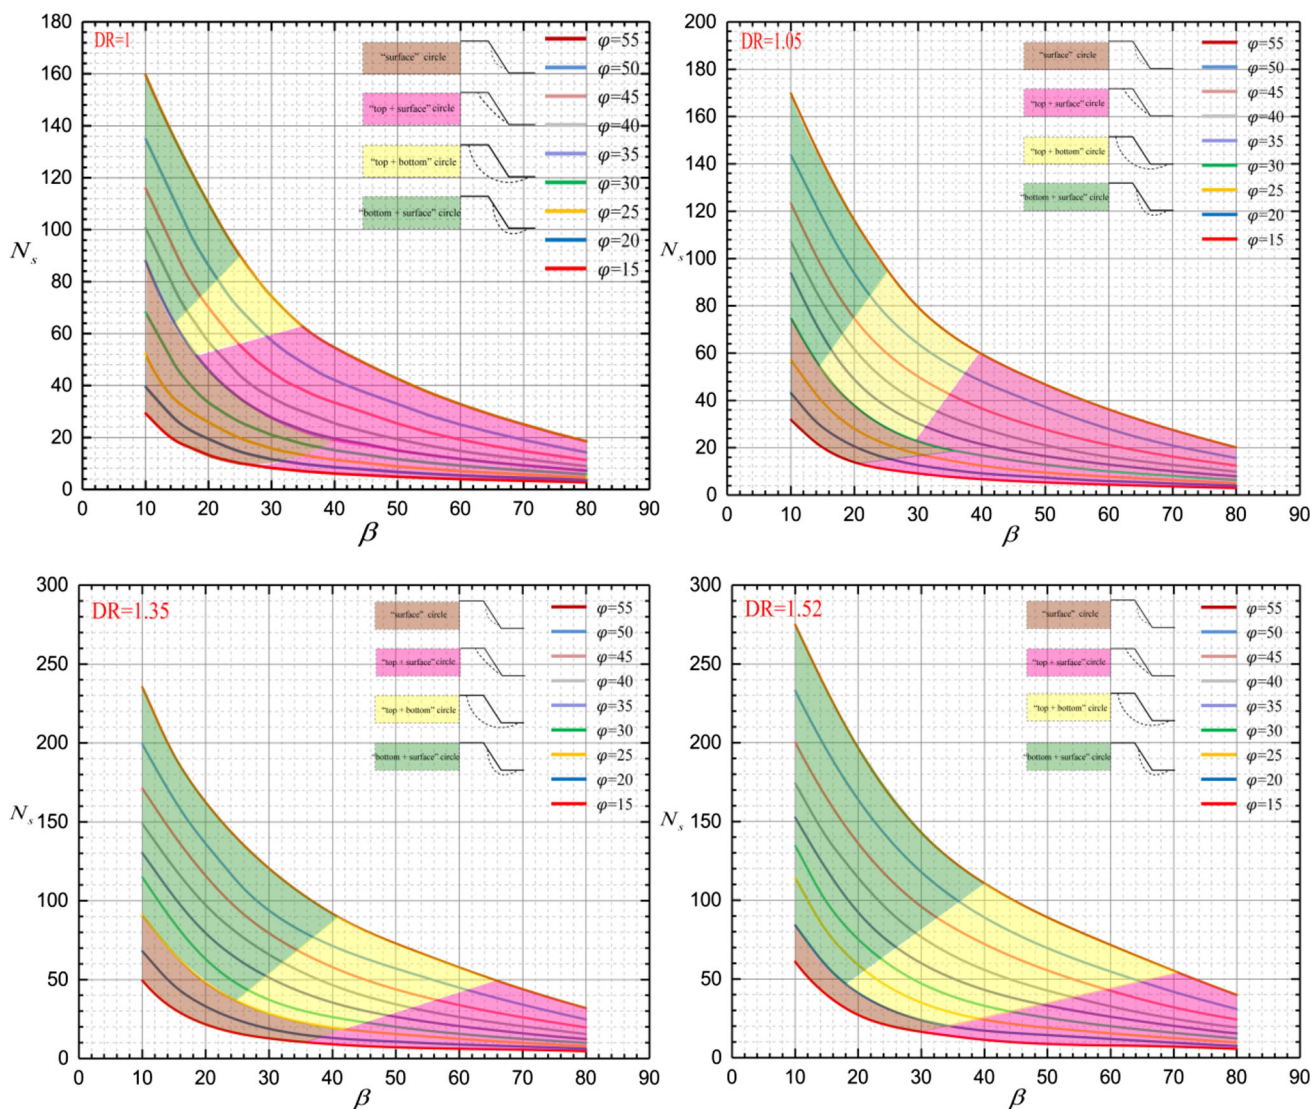 DR=1
180
160
140
120
100
80
60
40
20
0
N_s
0 10 20 30 40 50 60 70 80 90
β
"surface" circle
"top + surface" circle
"top + bottom" circle
"bottom + surface" circle
φ=55
φ=50
φ=45
φ=40
φ=35
φ=30
φ=25
φ=20
φ=15
DR=1.05
200
180
160
140
120
100
80
60
40
20
0
N_s
0 10 20 30 40 50 60 70 80 90
β
"surface" circle
"top + surface" circle
"top + bottom" circle
"bottom + surface" circle
φ=55
φ=50
φ=45
φ=40
φ=35
φ=30
φ=25
φ=20
φ=15
DR=1.35
300
250
200
150
100
50
0
N_s
0 10 20 30 40 50 60 70 80 90
β
"surface" circle
"top + surface" circle
"top + bottom" circle
"bottom + surface" circle
φ=55
φ=50
φ=45
φ=40
φ=35
φ=30
φ=25
φ=20
φ=15
DR=1.52
300
250
200
150
100
50
0
N_s
0 10 20 30 40 50 60 70 80 90
β
"surface" circle
"top + surface" circle
"top + bottom" circle
"bottom + surface" circle
φ=55
φ=50
φ=45
φ=40
φ=35
φ=30
φ=25
φ=20
φ=15